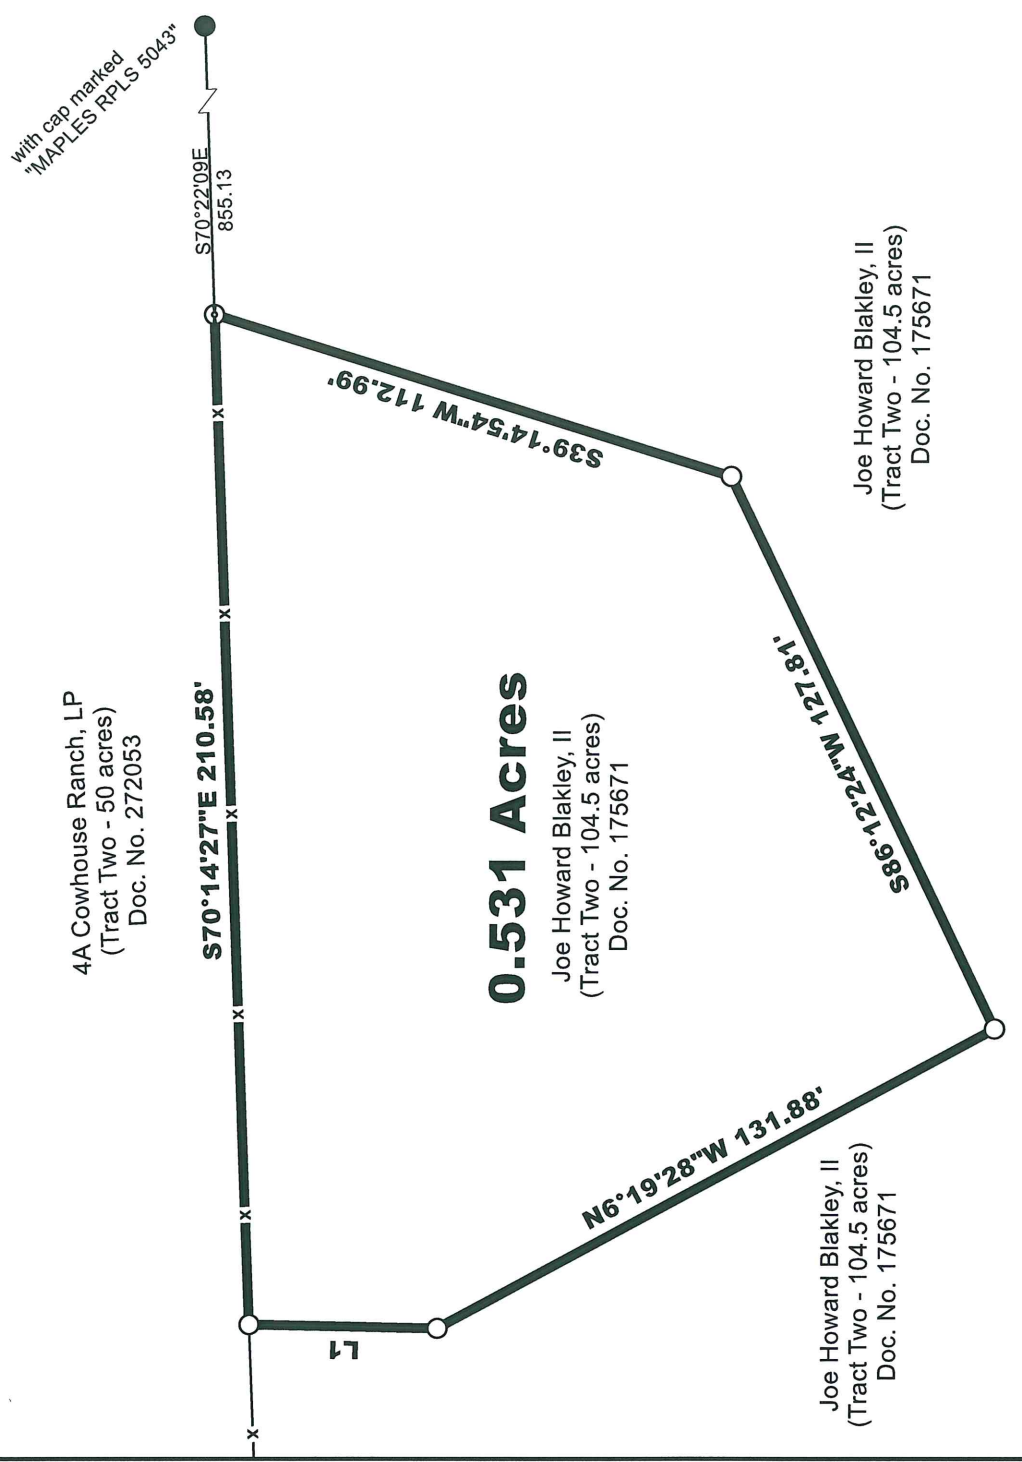 with cap marked
"MAPLES RPLS 5043"
S70°22'09E
855.13
4A Cowhouse Ranch, LP
(Tract Two - 50 acres)
Doc. No. 272053
S70°14'27"E 210.58'
S39°14'54"W 112.99'
0.531 Acres
Joe Howard Blakley, II
(Tract Two - 104.5 acres)
Doc. No. 175671
S86°12'24"W 127.81'
Joe Howard Blakley, II
(Tract Two - 104.5 acres)
Doc. No. 175671
N6°19'28"W 131.88'
L1
Joe Howard Blakley, II
(Tract Two - 104.5 acres)
Doc. No. 175671
x
x
x
x
x
x